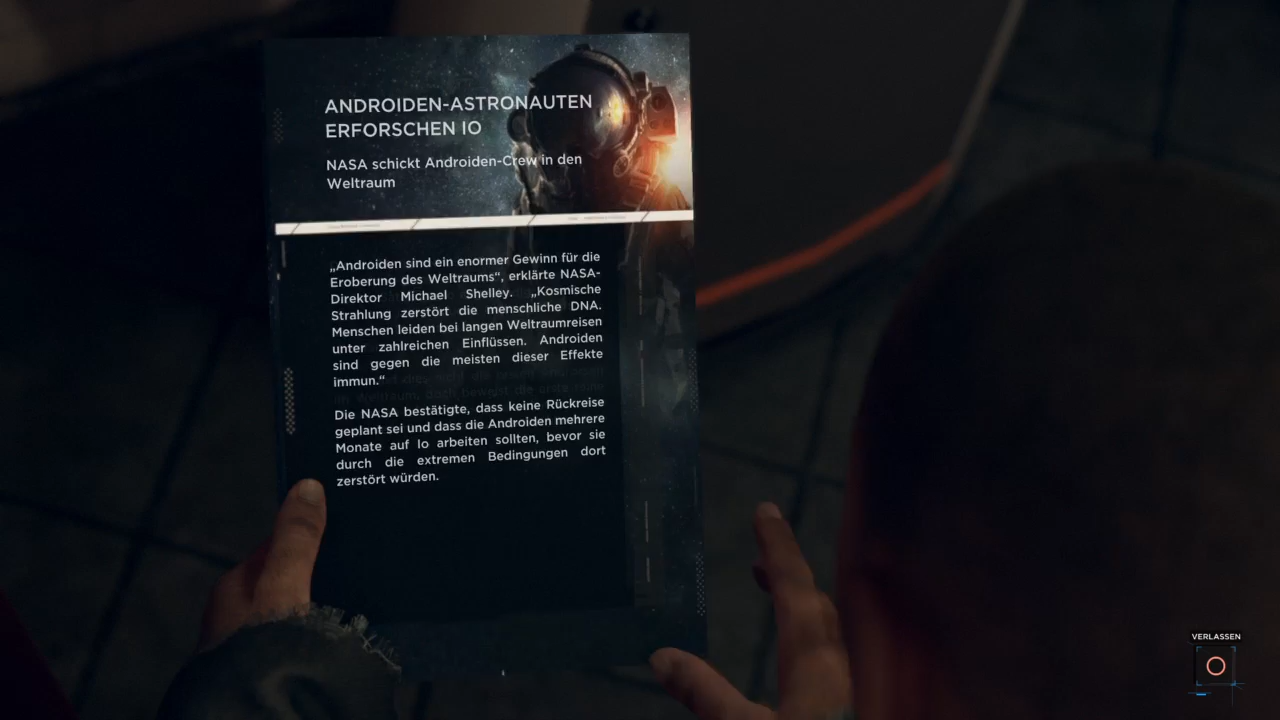 ANDROIDEN-ASTRONAUTEN
ERFORSCHEN IO
NASA schickt Androiden-Crew in den
Weltraum
„Androiden sind ein enormer Gewinn für die
Eroberung des Weltraums“, erklärte NASA-
Direktor Michael Shelley. „Kosmische
Strahlung zerstört die menschliche DNA.
Menschen leiden bei langen Weltraumreisen
unter zahlreichen Einflüssen. Androiden
sind gegen die meisten dieser Effekte
immun.“
Die NASA bestätigte, dass keine Rückreise
geplant sei und dass die Androiden mehrere
Monate auf Io arbeiten sollten, bevor sie
durch die extremen Bedingungen dort
zerstört würden.
VERLASSEN